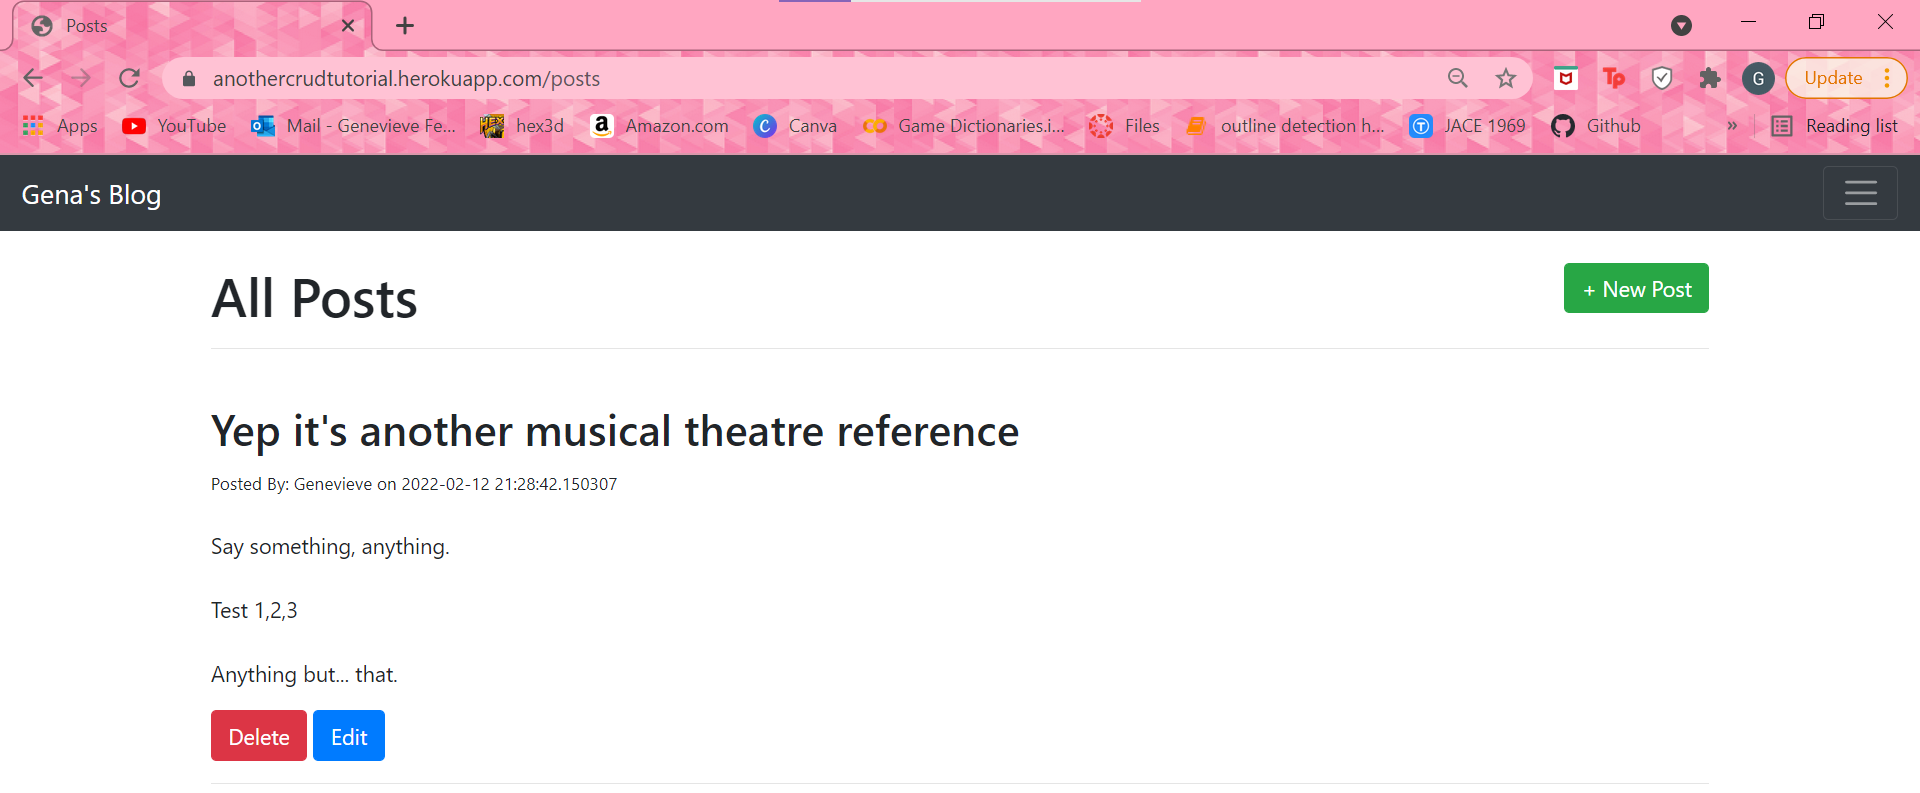 Posts
anothercrudtutorial.herokuapp.com/posts
G
Update
Apps YouTube Mail - Genevieve Fe... hex3d Amazon.com Canva Game Dictionaries.i... Files outline detection h... JACE 1969 Github » Reading list
Gena's Blog
All Posts
+ New Post
Yep it's another musical theatre reference
Posted By: Genevieve on 2022-02-12 21:28:42.150307
Say something, anything.
Test 1,2,3
Anything but... that.
Delete Edit